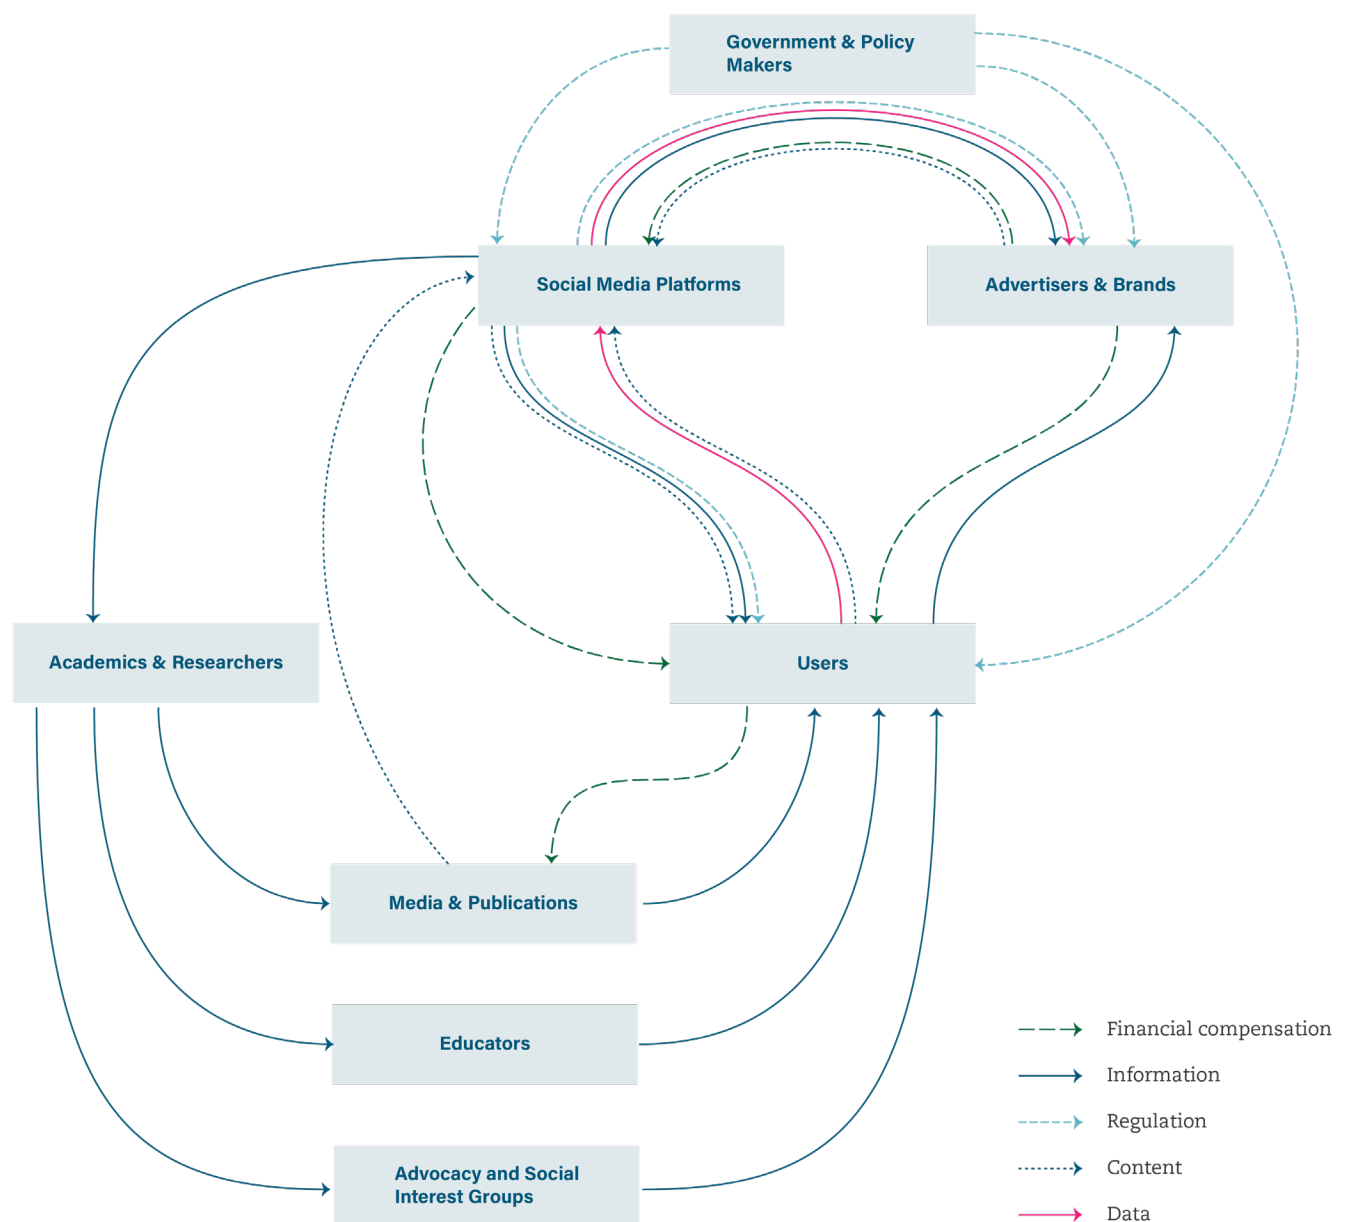 Government & Policy
Makers
Social Media Platforms
Advertisers & Brands
Academics & Researchers
Users
Media & Publications
Educators
Advocacy and Social
Interest Groups
Financial compensation
Information
Regulation
Content
Data